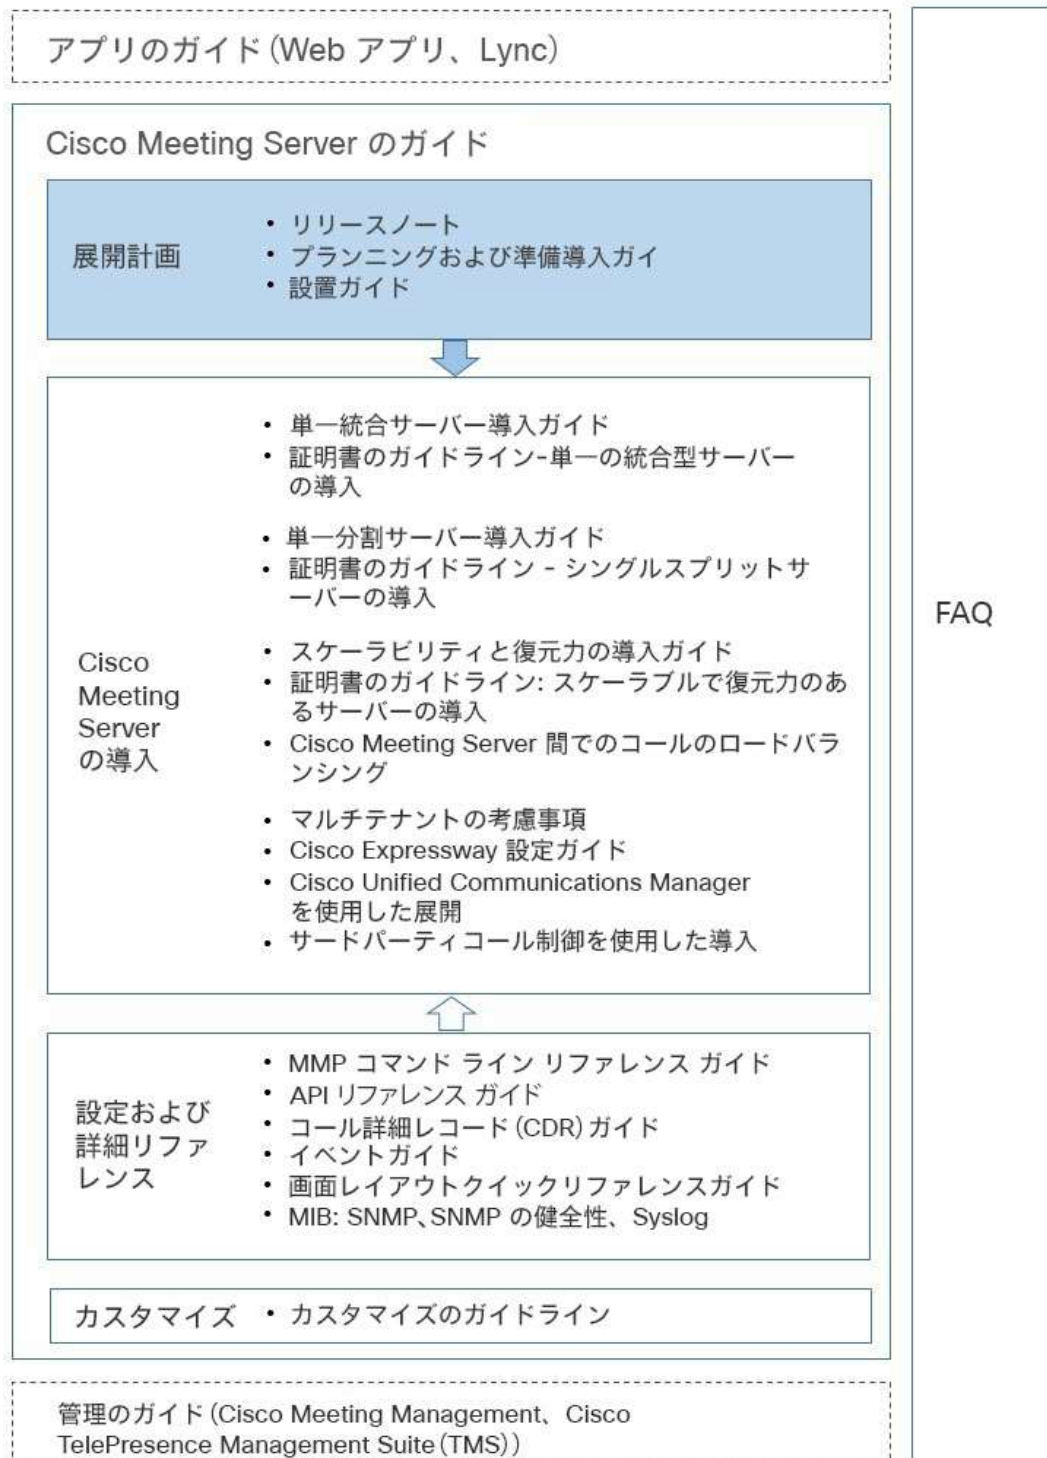 アプリのガイド(Web アプリ、Lync)
Cisco Meeting Server のガイド
展開計画
• リリースノート
• プランニングおよび準備導入ガイ
• 設置ガイド
Cisco
Meeting
Server
の導入
• 単一統合サーバー導入ガイド
• 証明書のガイドライン-単一の統合型サーバー
の導入
• 単一分割サーバー導入ガイド
• 証明書のガイドライン - シングルスプリットサ
ーバーの導入
• スケーラビリティと復元力の導入ガイド
• 証明書のガイドライン: スケーラブルで復元力のあ
るサーバーの導入
• Cisco Meeting Server 間でのコールのロードバラ
ンシング
• マルチテナントの考慮事項
• Cisco Expressway 設定ガイド
• Cisco Unified Communications Manager
を使用した展開
• サードパーティコール制御を使用した導入
設定および
詳細リファ
レンス
• MMP コマンド ライン リファレンス ガイド
• API リファレンス ガイド
• コール詳細レコード(CDR)ガイド
• イベントガイド
• 画面レイアウトクイックリファレンスガイド
• MIB: SNMP、SNMP の健全性、Syslog
カスタマイズ
• カスタマイズのガイドライン
管理のガイド(Cisco Meeting Management、Cisco
TelePresence Management Suite(TMS))
FAQ